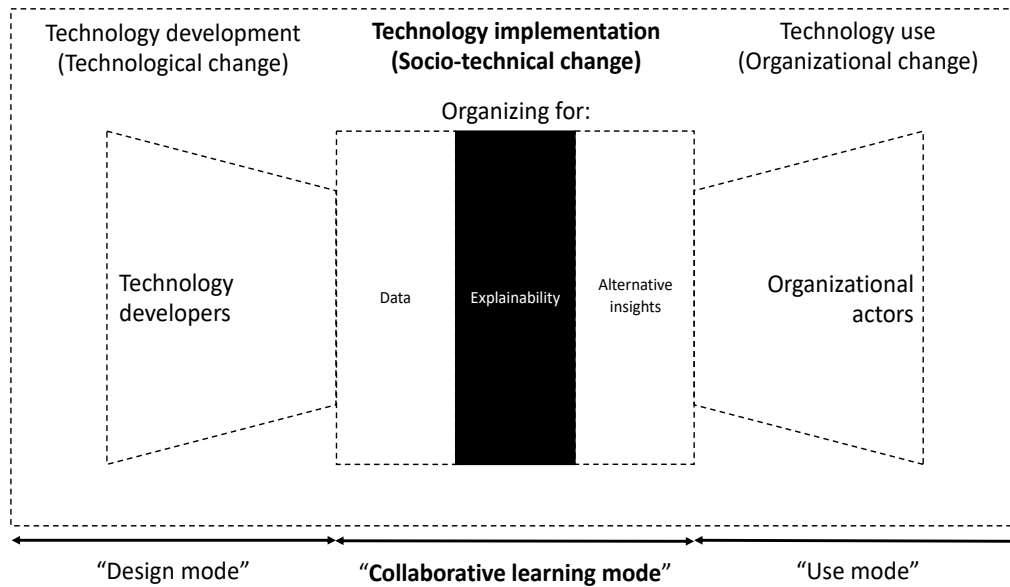 Technology development
(Technological change)
Technology implementation
(Socio-technical change)
Technology use
(Organizational change)
Organizing for:
Technology
developers
Data
Explainability
Alternative
insights
Organizational
actors
“Design mode”
“Collaborative learning mode”
“Use mode”